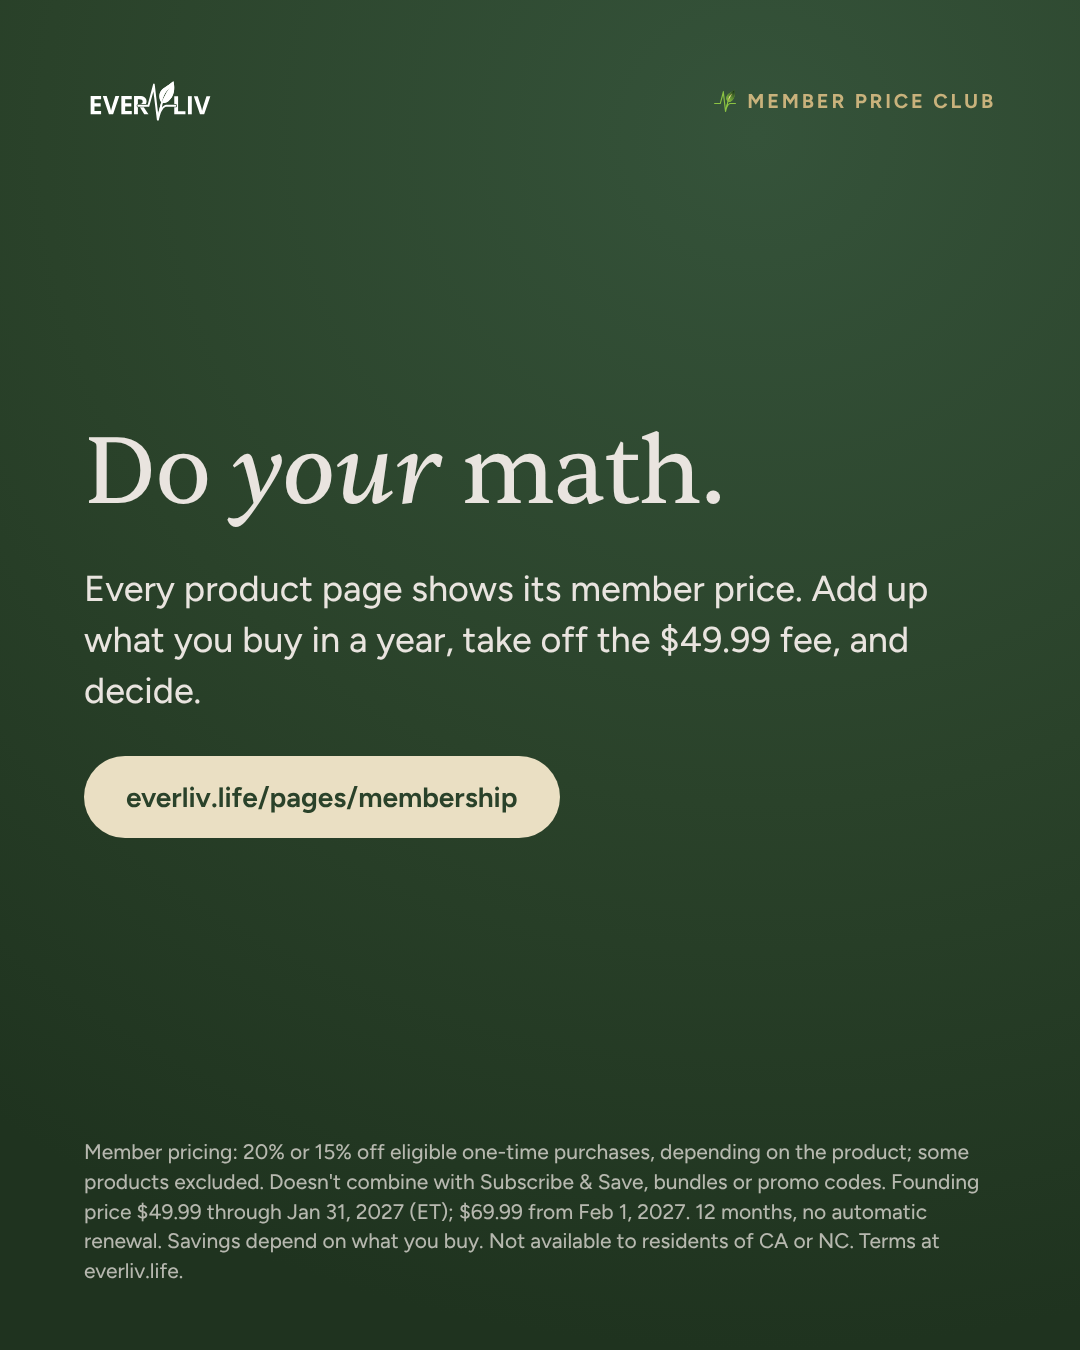 EVERLIV
MEMBER PRICE CLUB
Do your math.
Every product page shows its member price. Add up
what you buy in a year, take off the $49.99 fee, and
decide.
everliv.life/pages/membership
Member pricing: 20% or 15% off eligible one-time purchases, depending on the product; some
products excluded. Doesn't combine with Subscribe & Save, bundles or promo codes. Founding
price $49.99 through Jan 31, 2027 (ET); $69.99 from Feb 1, 2027. 12 months, no automatic
renewal. Savings depend on what you buy. Not available to residents of CA or NC. Terms at
everliv.life.